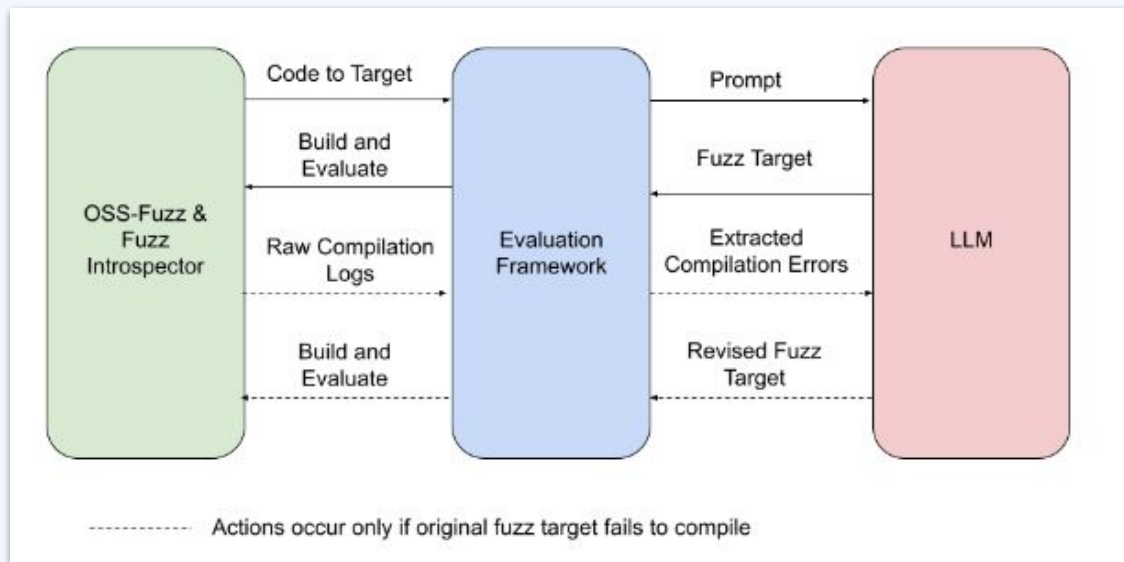 Code to Target
Prompt
Build and
Evaluate
Fuzz Target
OSS-Fuzz &
Fuzz
Introspector
Raw Compilation
Logs
Evaluation
Framework
Extracted
Compilation Errors
LLM
Build and
Evaluate
Revised Fuzz
Target
Actions occur only if original fuzz target fails to compile